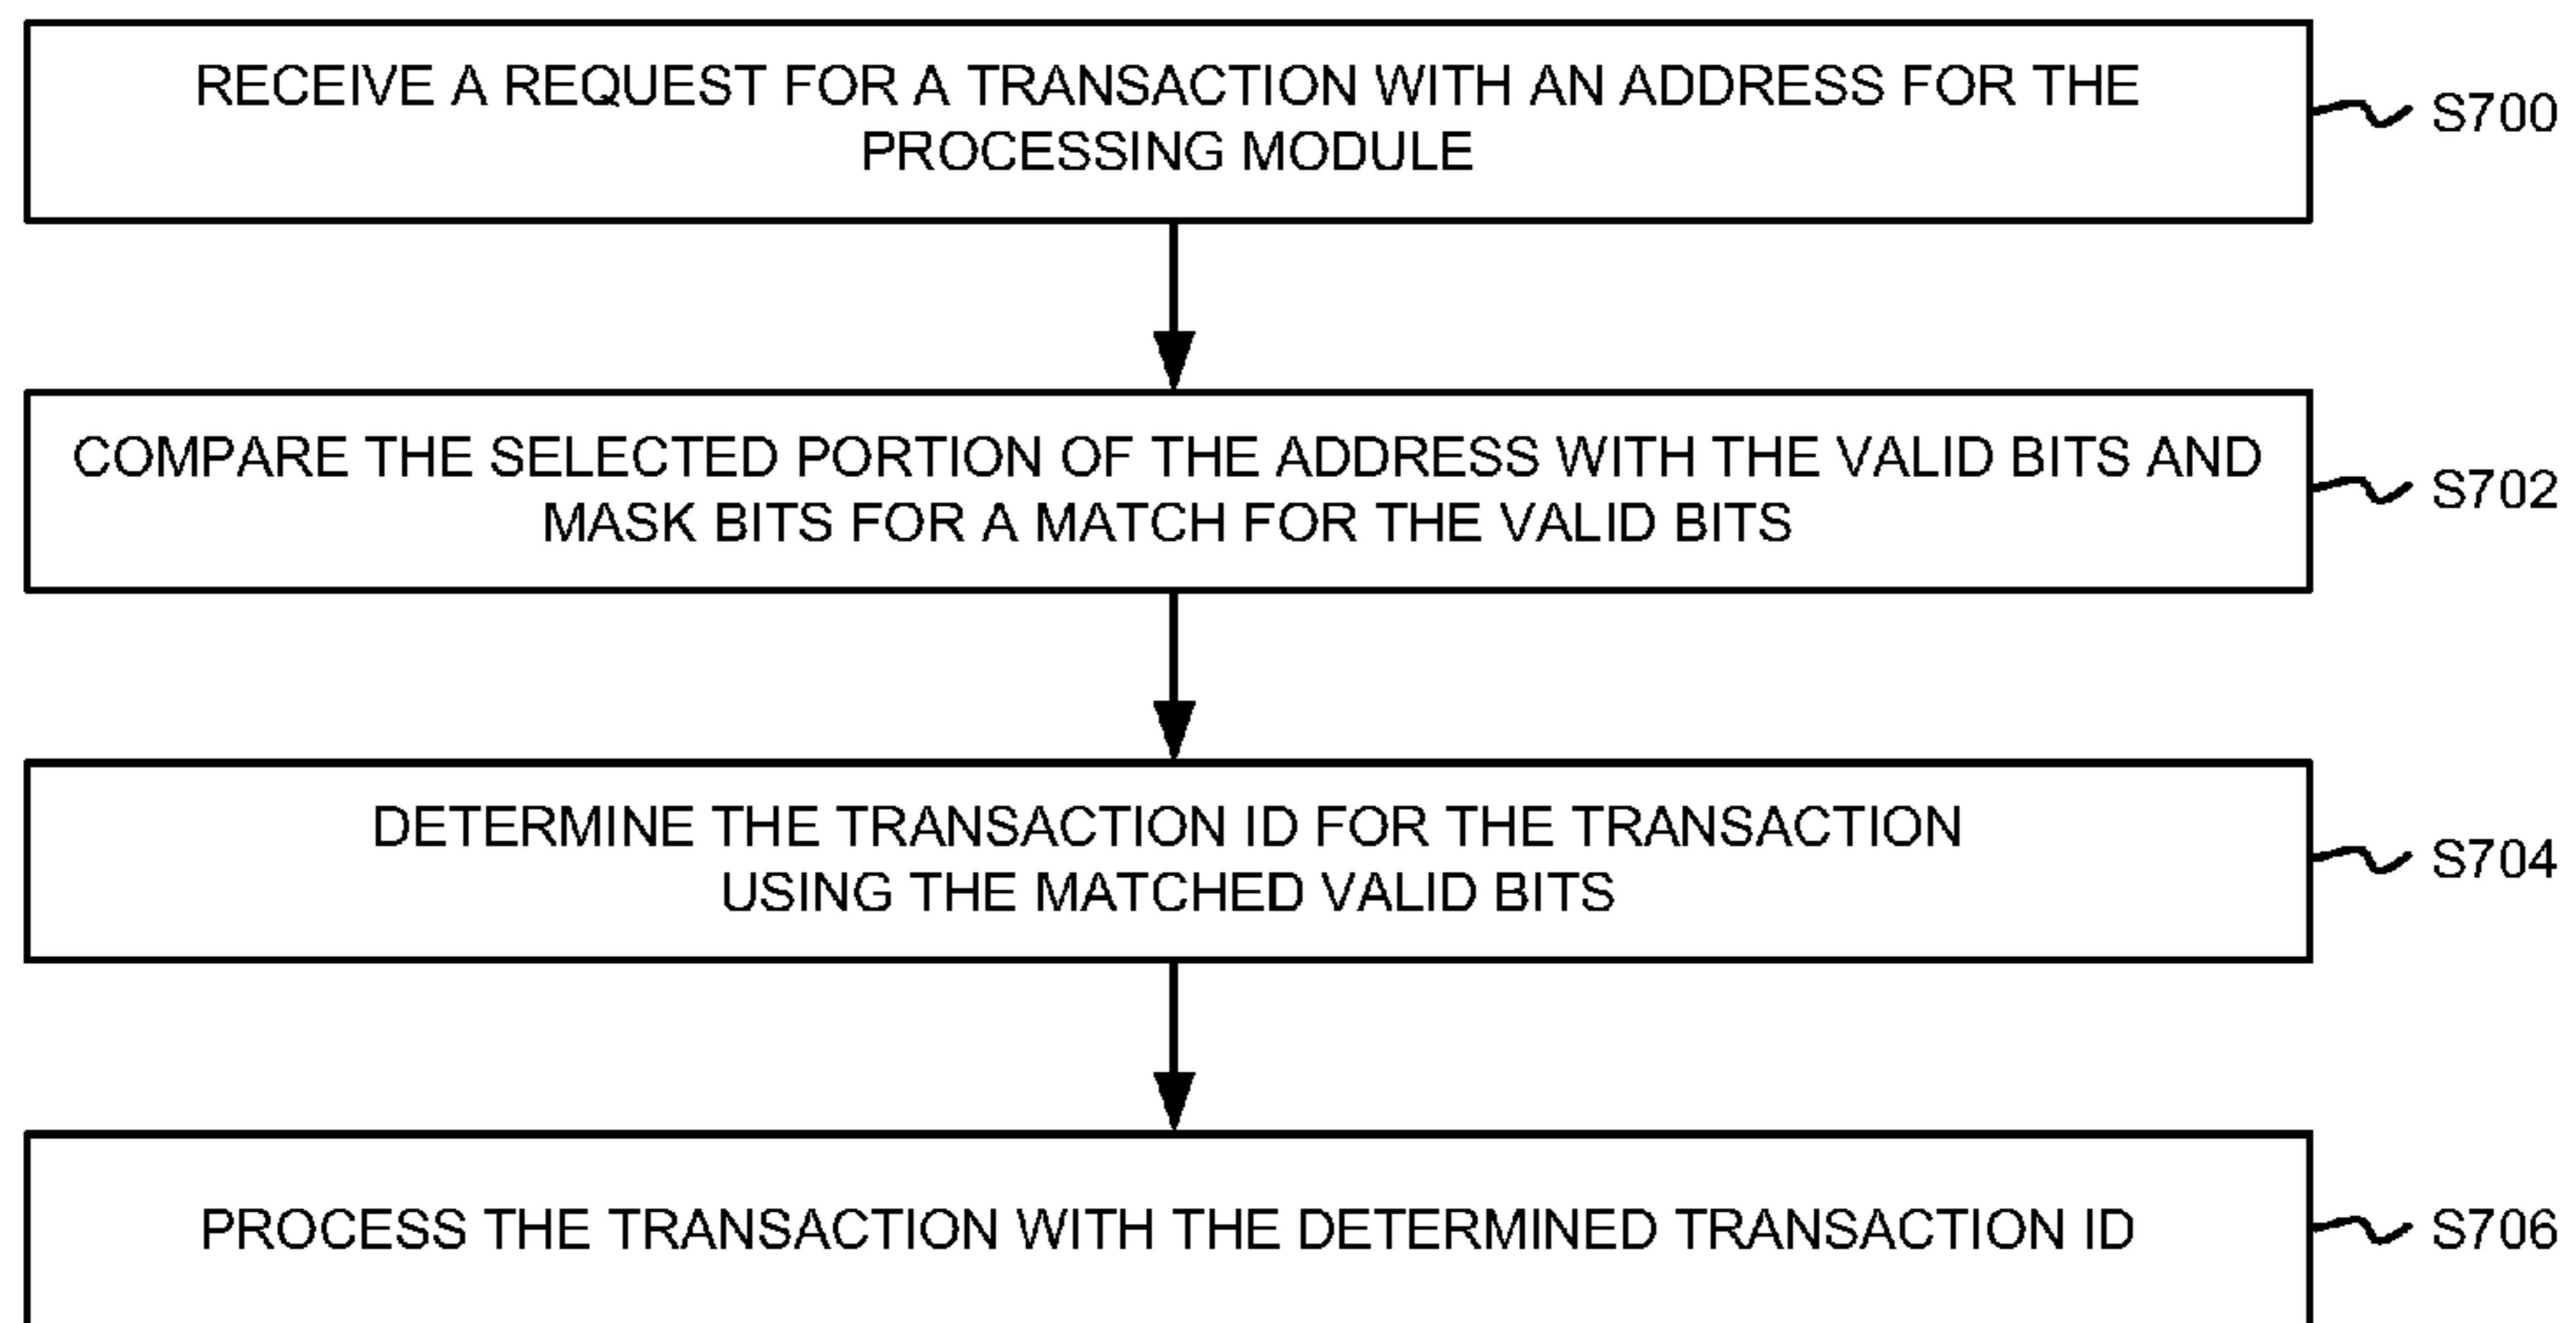 RECEIVE A REQUEST FOR A TRANSACTION WITH AN ADDRESS FOR THE
PROCESSING MODULE
S700
COMPARE THE SELECTED PORTION OF THE ADDRESS WITH THE VALID BITS AND
MASK BITS FOR A MATCH FOR THE VALID BITS
S702
DETERMINE THE TRANSACTION ID FOR THE TRANSACTION
USING THE MATCHED VALID BITS
S704
PROCESS THE TRANSACTION WITH THE DETERMINED TRANSACTION ID
S706